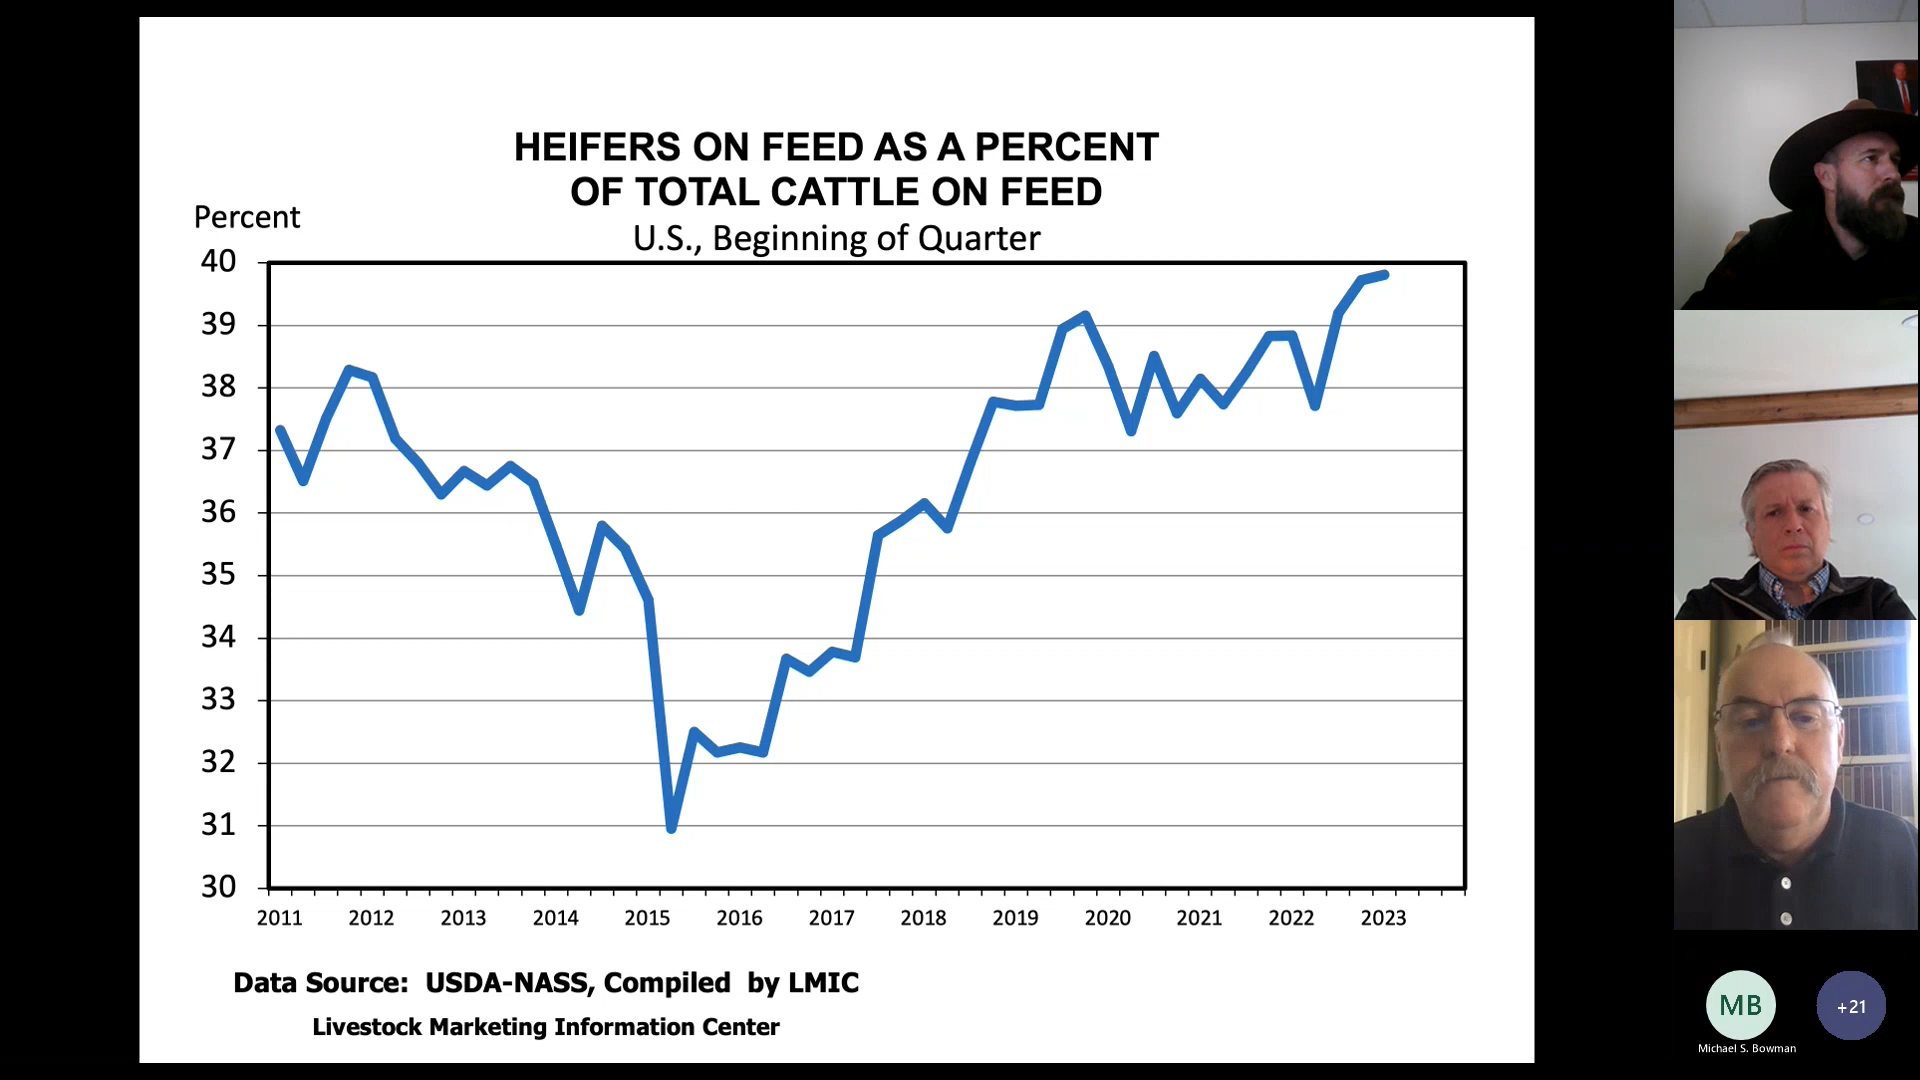 HEIFERS ON FEED AS A PERCENT
OF TOTAL CATTLE ON FEED
U.S., Beginning of Quarter
Percent
40
39
38
37
36
35
34
33
32
31
30
2011 2012 2013 2014 2015 2016 2017 2018 2019 2020 2021 2022 2023
Data Source: USDA-NASS, Compiled by LMIC
Livestock Marketing Information Center
MB
Michael S. Bowman
+21